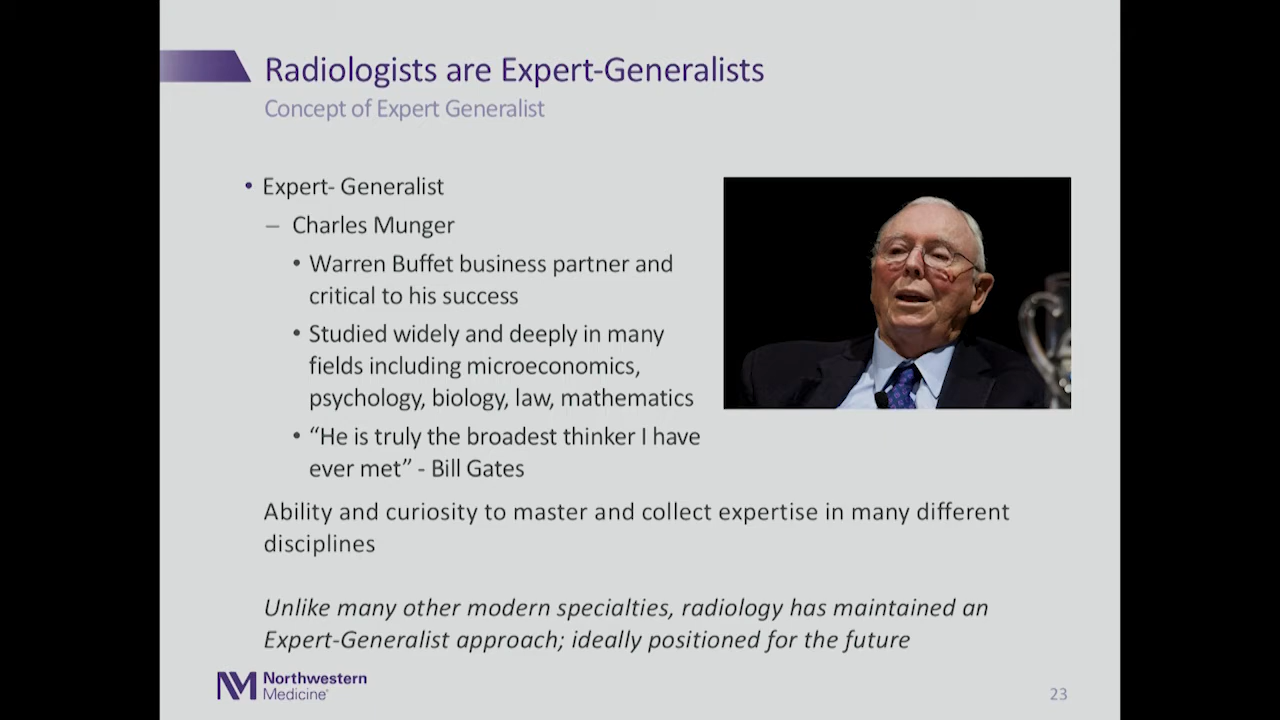 Radiologists are Expert-Generalists
Concept of Expert Generalist
• Expert- Generalist
– Charles Munger
• Warren Buffet business partner and
critical to his success
• Studied widely and deeply in many
fields including microeconomics,
psychology, biology, law, mathematics
• “He is truly the broadest thinker I have
ever met” - Bill Gates
Ability and curiosity to master and collect expertise in many different
disciplines
Unlike many other modern specialties, radiology has maintained an
Expert-Generalist approach; ideally positioned for the future
NM Northwestern
Medicine®
23